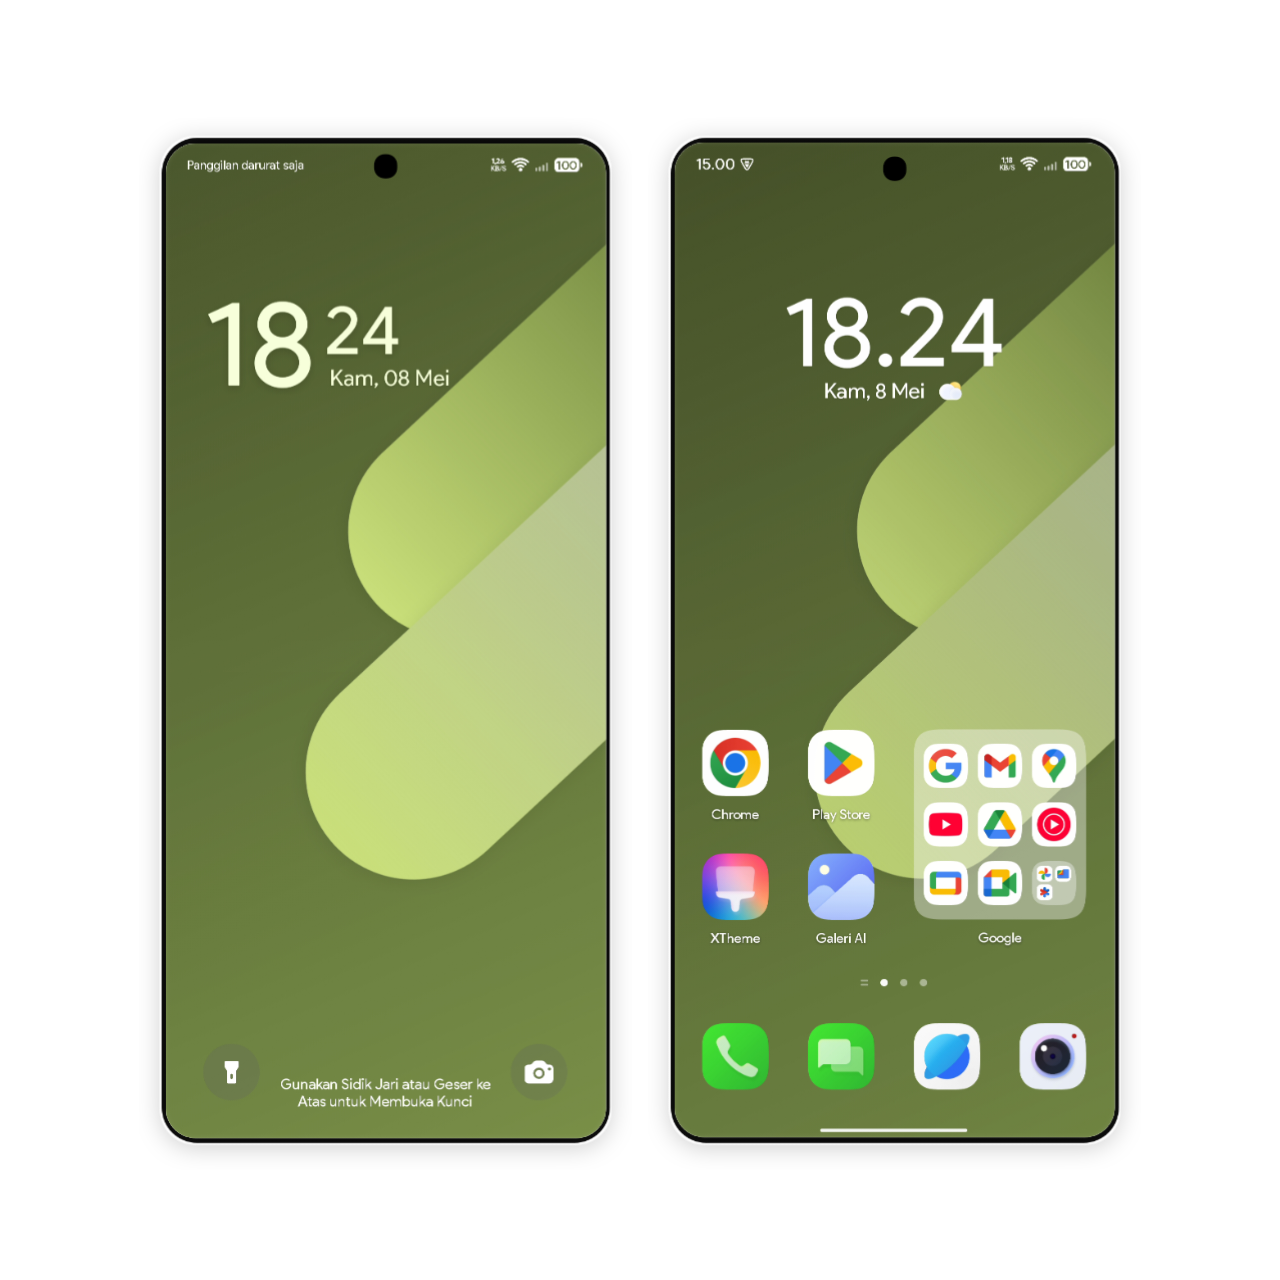 Panggilan darurat saja
1,26
KB/S
100
18
24
Kam, 08 Mei
Gunakan Sidik Jari atau Geser ke
Atas untuk Membuka Kunci
15.00
1,18
KB/S
100
18.24
Kam, 8 Mei
Chrome
Play Store
XTheme
Galeri AI
Google